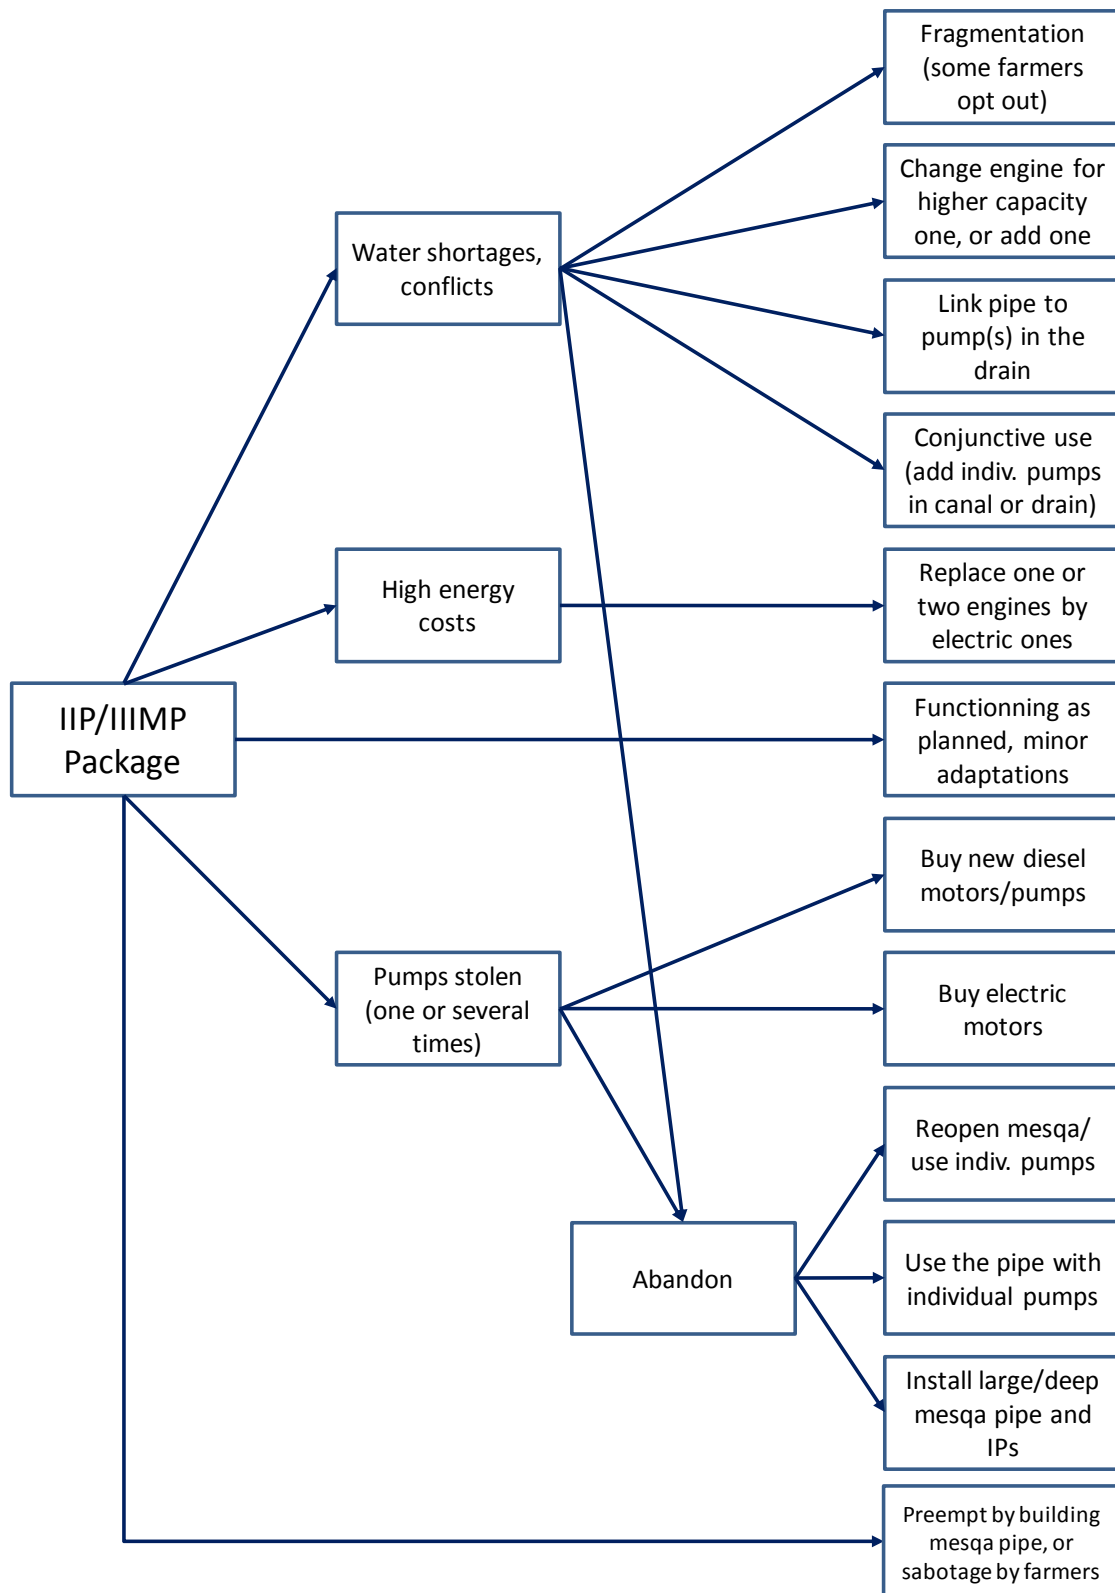 Fragmentation
(some farmers
opt out)
Change engine for
higher capacity
one, or add one
Water shortages,
conflicts
Link pipe to
pump(s) in the
drain
Conjunctive use
(add indiv. pumps
in canal or drain)
High energy
costs
Replace one or
two engines by
electric ones
IIP/IIIMP
Package
Functionning as
planned, minor
adaptations
Buy new diesel
motors/pumps
Pumps stolen
(one or several
times)
Buy electric
motors
Reopen mesqa/
use indiv. pumps
Abandon
Use the pipe with
individual pumps
Install large/deep
mesqa pipe and
IPs
Preempt by building
mesqa pipe, or
sabotage by farmers